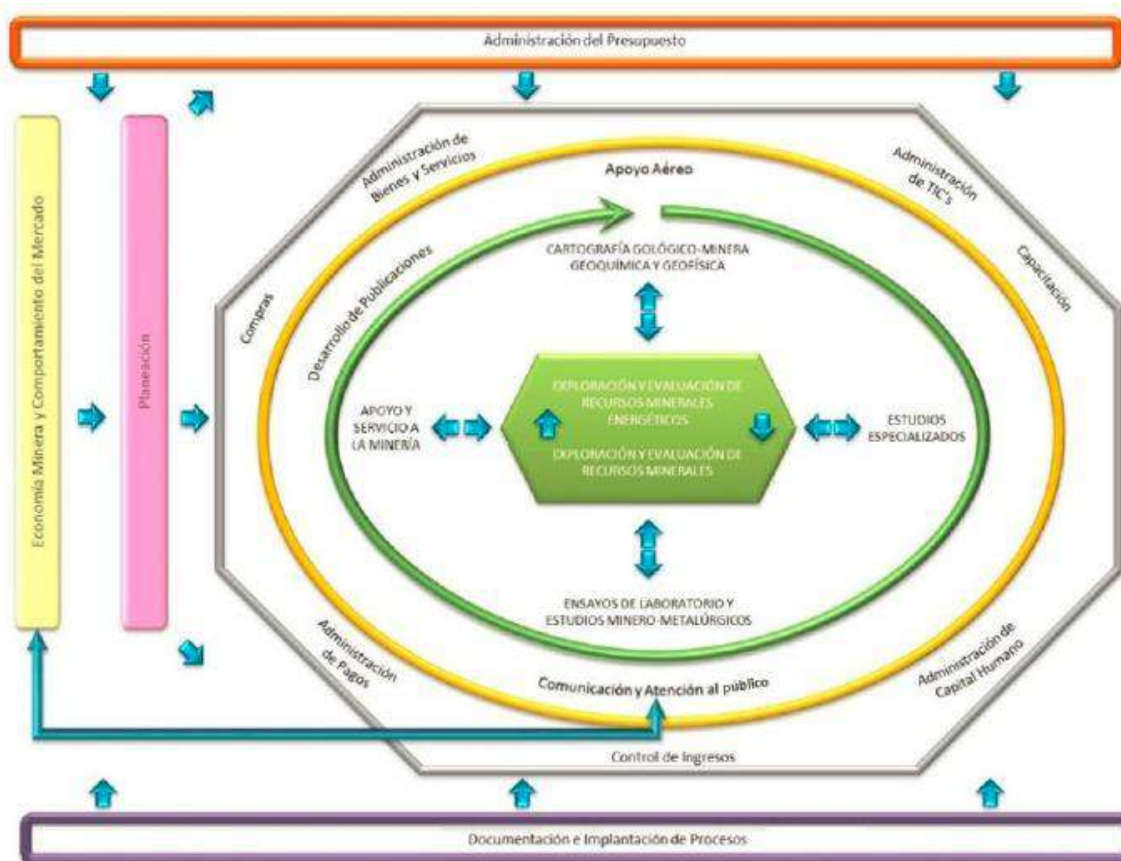 Administración del Presupuesto
Economía Minera y Comportamiento del Mercado
Planeación
Administración de
Bienes y Servicios
Administración
de TIC's
Compras
Capacitación
Apoyo Aéreo
Desarrollo de Publicaciones
CARTOGRAFÍA GOLÓGICO-MINERA
GEOQUÍMICA Y GEOFÍSICA
EXPLORACIÓN Y EVALUACIÓN DE
RECURSOS MINERALES
ENERGÉTICOS
EXPLORACIÓN Y EVALUACIÓN DE
RECURSOS MINERALES
APOYO Y
SERVICIO A
LA MINERÍA
ESTUDIOS
ESPECIALIZADOS
ENSAYOS DE LABORATORIO Y
ESTUDIOS MINERO-METALÚRGICOS
Administración
de Pagos
Comunicación y Atención al público
Administración de
Capital Humano
Control de Ingresos
Documentación e Implantación de Procesos